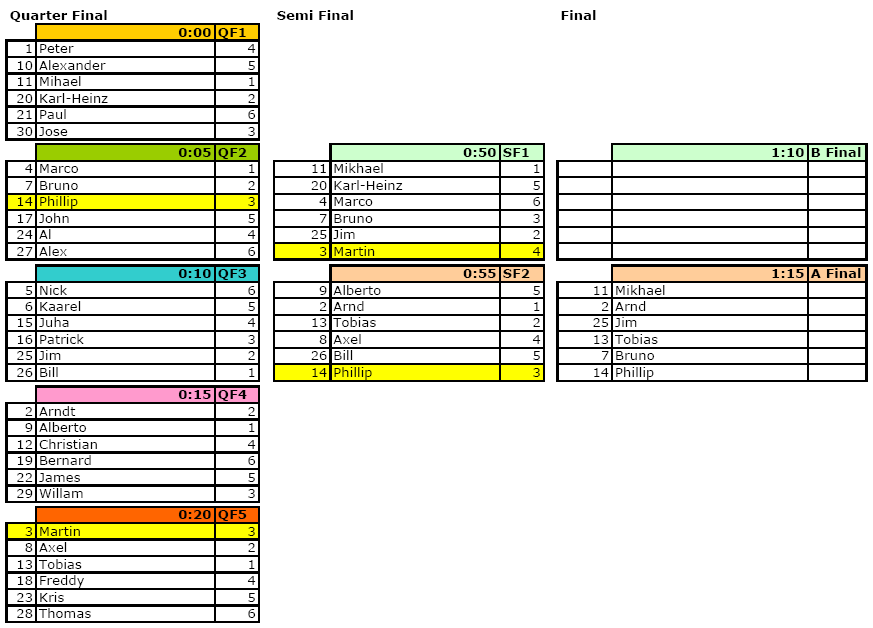 Quarter Final
0:00 QF1
1 Peter 4
10 Alexander 5
11 Mihael 1
20 Karl-Heinz 2
21 Paul 6
30 Jose 3
0:05 QF2
4 Marco 1
7 Bruno 2
14 Phillip 3
17 John 5
24 Al 4
27 Alex 6
0:10 QF3
5 Nick 6
6 Kaarel 5
15 Juha 4
16 Patrick 3
25 Jim 2
26 Bill 1
0:15 QF4
2 Arndt 2
9 Alberto 1
12 Christian 4
19 Bernard 6
22 James 5
29 Willam 3
0:20 QF5
3 Martin 3
8 Axel 2
13 Tobias 1
18 Freddy 4
23 Kris 5
28 Thomas 6
Semi Final
0:50 SF1
11 Mikhael 1
20 Karl-Heinz 5
4 Marco 6
7 Bruno 3
25 Jim 2
3 Martin 4
0:55 SF2
9 Alberto 5
2 Arnd 1
13 Tobias 2
8 Axel 4
26 Bill 5
14 Phillip 3
Final
1:10 B Final
1:15 A Final
11 Mikhael
2 Arnd
25 Jim
13 Tobias
7 Bruno
14 Phillip